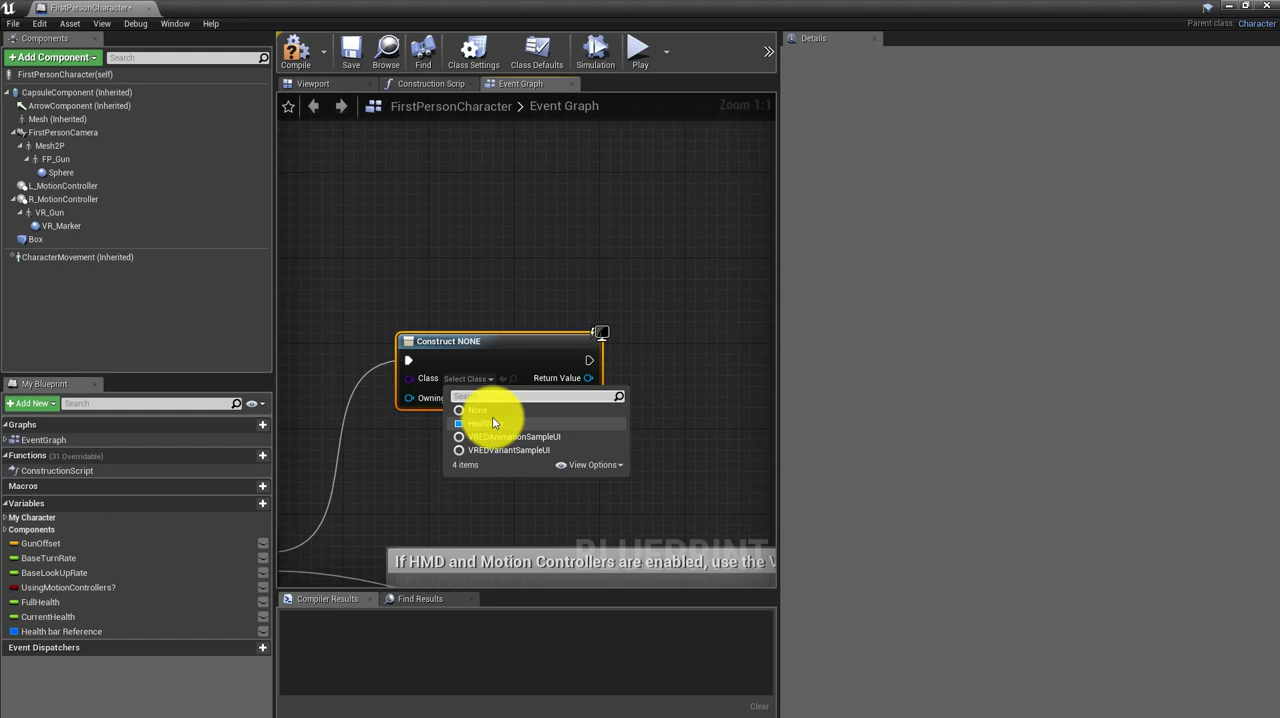 FirstPersonCharacter*
File Edit Asset View Debug Window Help
Parent class: Character
Components
+Add Component
Search
FirstPersonCharacter(self)
CapsuleComponent (Inherited)
ArrowComponent (Inherited)
Mesh (Inherited)
FirstPersonCamera
Mesh2P
FP_Gun
Sphere
L_MotionController
R_MotionController
VR_Gun
VR_Marker
Box
CharacterMovement (Inherited)
My Blueprint
+Add New
Search
Graphs
EventGraph
Functions (31 Overridable)
ConstructionScript
Macros
Variables
My Character
Components
GunOffset
BaseTurnRate
BaseLookUpRate
UsingMotionControllers?
FullHealth
CurrentHealth
Health bar Reference
Event Dispatchers
Compile Save Browse Find Class Settings Class Defaults Simulation Play
Viewport Construction Scrip Event Graph
FirstPersonCharacter > Event Graph
Zoom 1:1
Construct NONE
Class Select Class Return Value
Owning
Search
None
Health
VREDAnimationSampleUI
VREDVariantSampleUI
4 items View Options
BLUEPRINT
If HMD and Motion Controllers are enabled, use the V
Compiler Results Find Results
Clear
Details